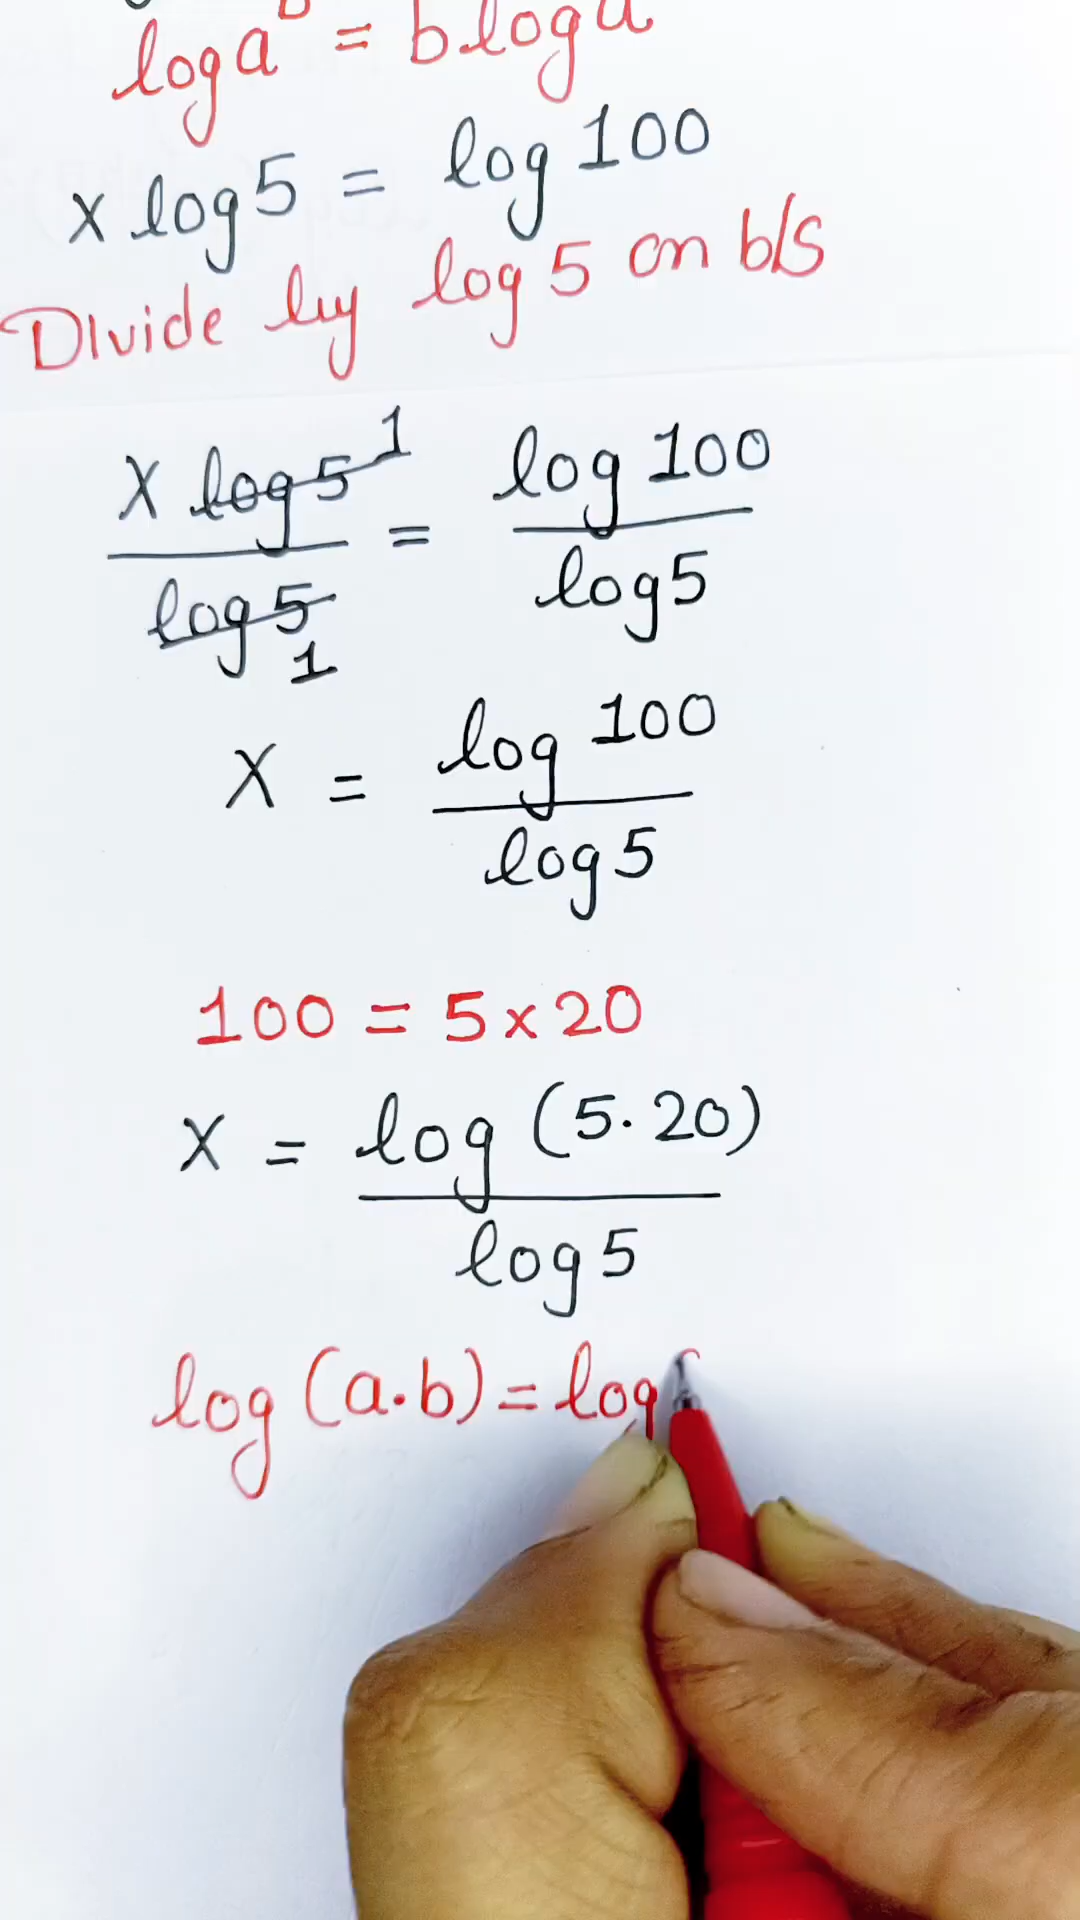 log a^b = b log a
x log 5 = log 100
Divide by log 5 on b/s
x log 5 1 / log 5 1 = log 100 / log 5
x = log 100 / log 5
100 = 5 x 20
x = log (5 . 20) / log 5
log (a . b) = log